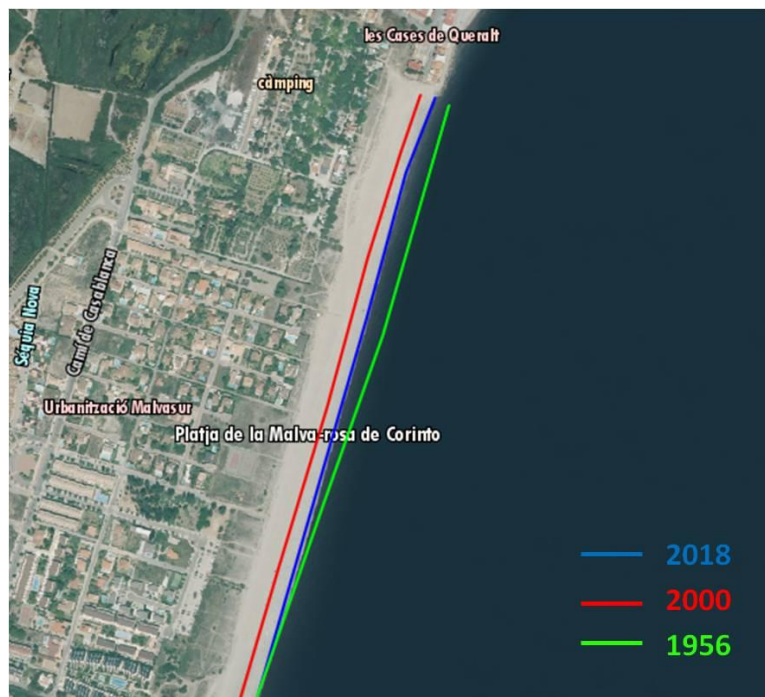 les Cases de Queralt
càmping
Camí de Casablanca
Séquia Nova
Urbanització Malvasur
Platja de la Malva-rosa de Corinto
2018
2000
1956